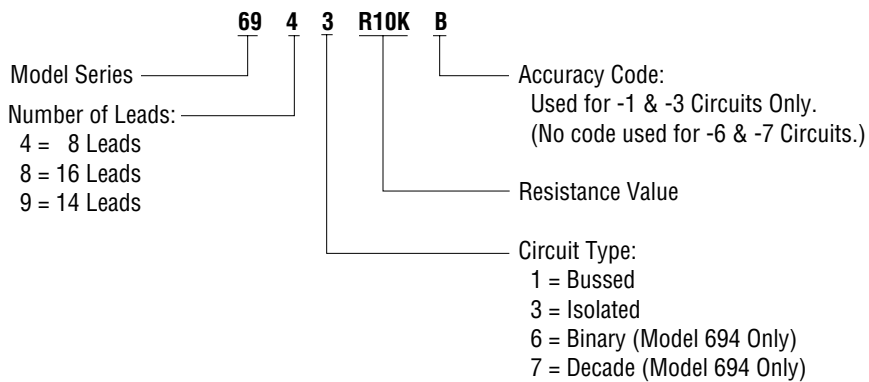 69 4 3 R10K B
Model Series
Number of Leads:
4 = 8 Leads
8 = 16 Leads
9 = 14 Leads
Accuracy Code:
Used for -1 & -3 Circuits Only.
(No code used for -6 & -7 Circuits.)
Resistance Value
Circuit Type:
1 = Bussed
3 = Isolated
6 = Binary (Model 694 Only)
7 = Decade (Model 694 Only)